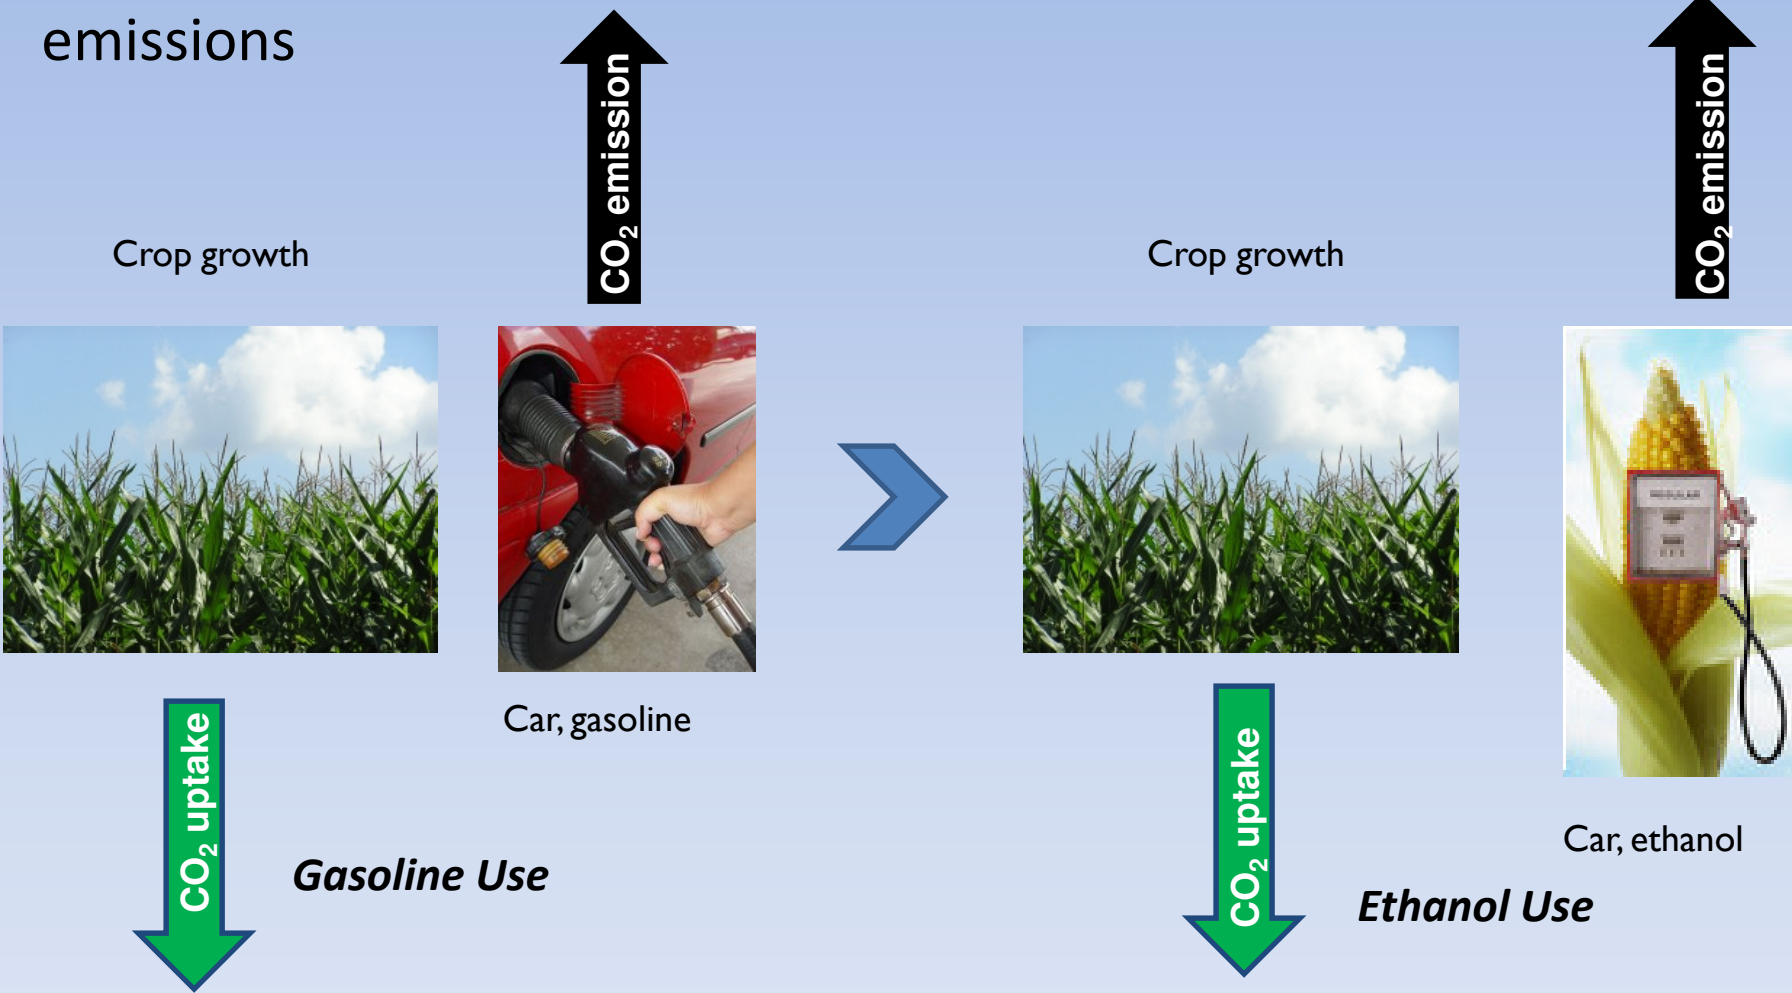 emissions
CO₂ emission
CO₂ emission
Crop growth
Crop growth
REGULAR
Car, gasoline
CO₂ uptake
CO₂ uptake
Car, ethanol
Gasoline Use
Ethanol Use